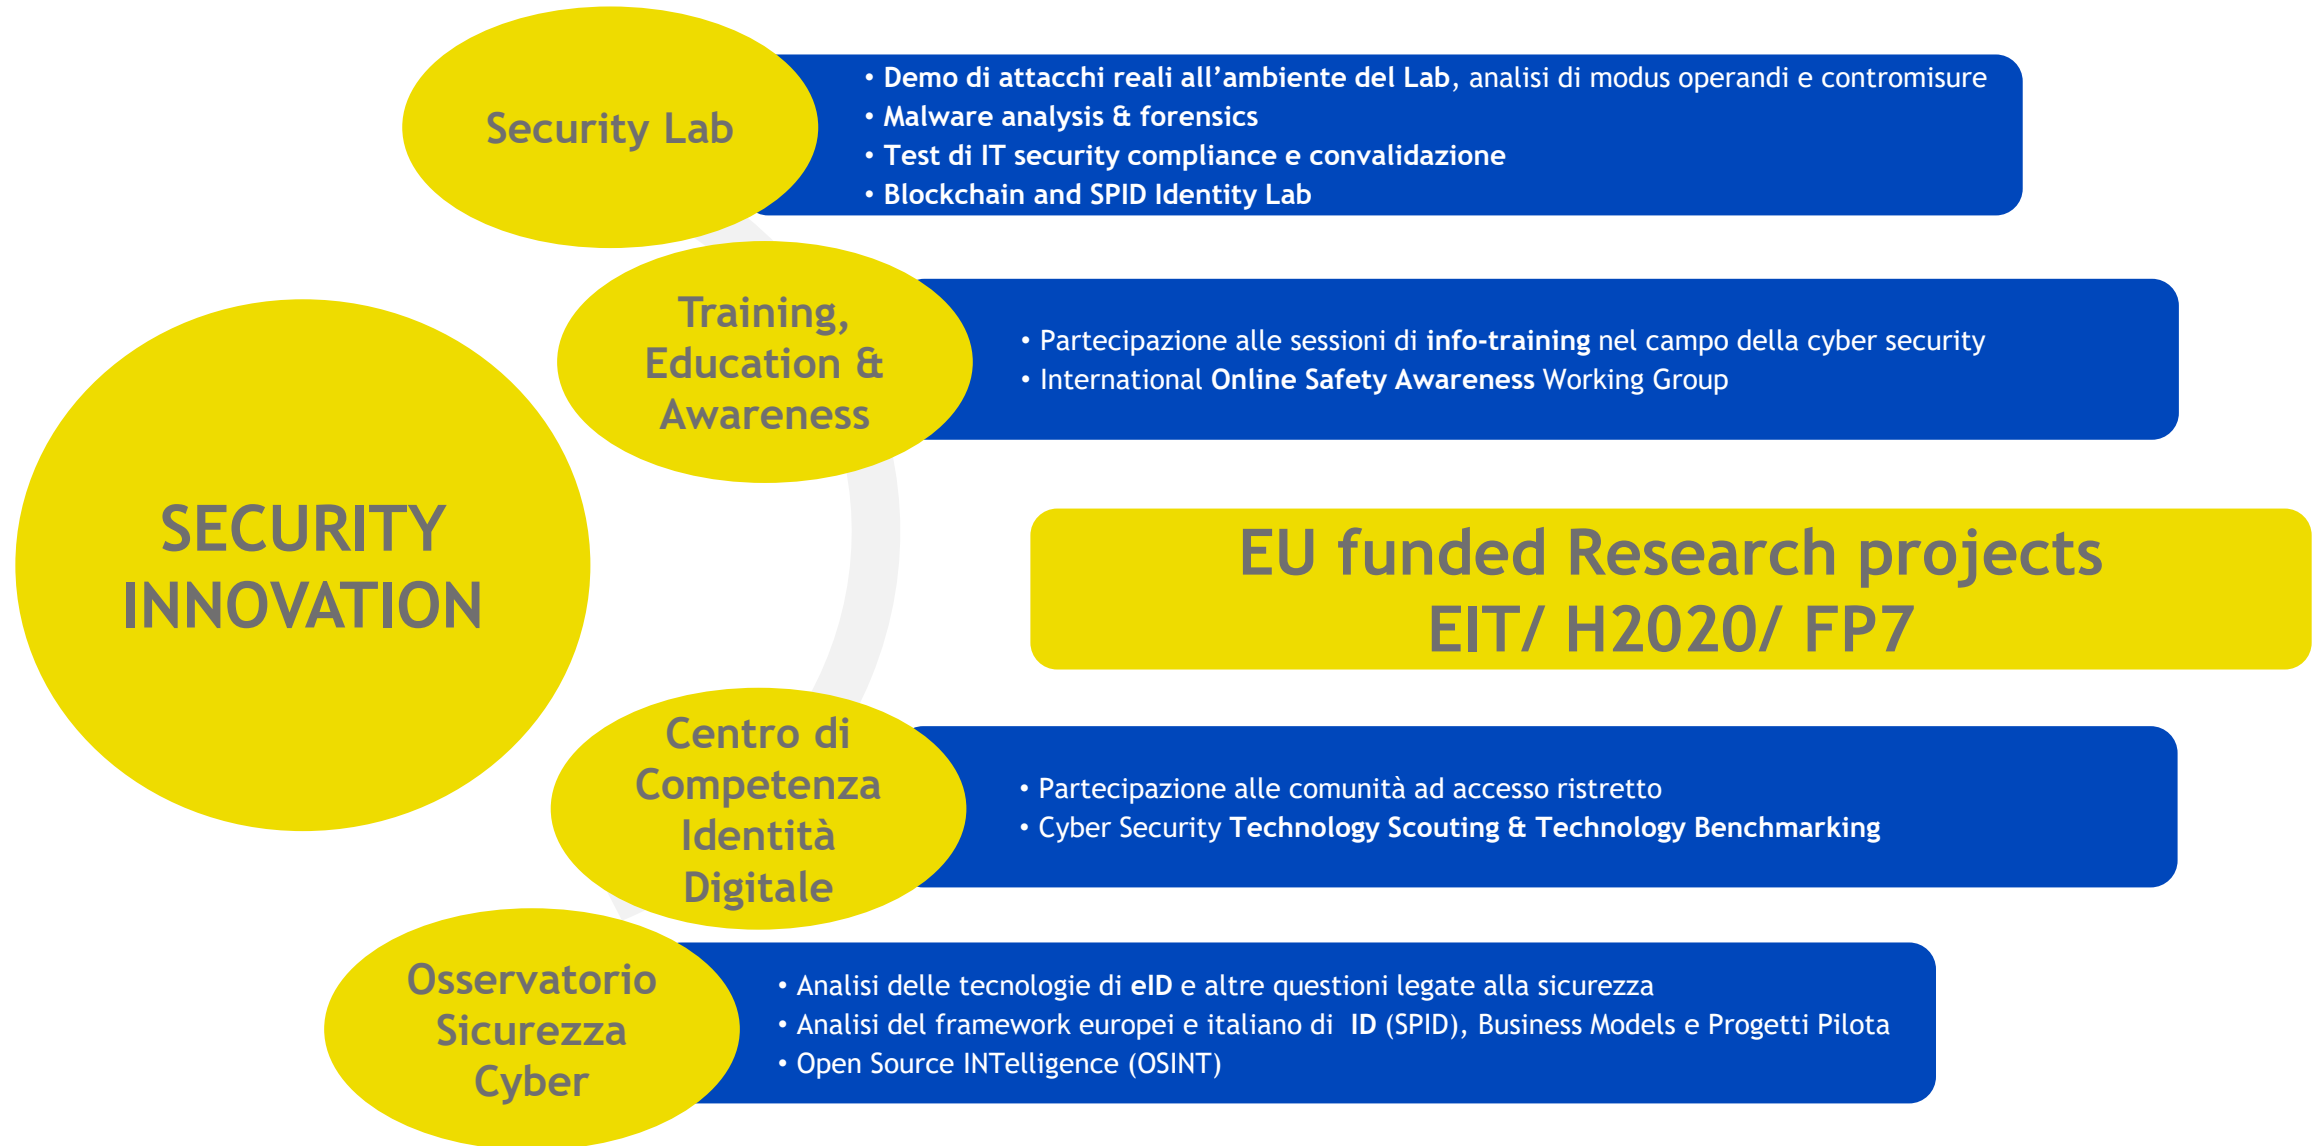 Security Lab
• Demo di attacchi reali all’ambiente del Lab, analisi di modus operandi e contromisure
• Malware analysis & forensics
• Test di IT security compliance e convalidazione
• Blockchain and SPID Identity Lab
Training,
Education &
Awareness
• Partecipazione alle sessioni di info-training nel campo della cyber security
• International Online Safety Awareness Working Group
SECURITY
INNOVATION
EU funded Research projects
EIT/ H2020/ FP7
Centro di
Competenza
Identità
Digitale
• Partecipazione alle comunità ad accesso ristretto
• Cyber Security Technology Scouting & Technology Benchmarking
Osservatorio
Sicurezza
Cyber
• Analisi delle tecnologie di eID e altre questioni legate alla sicurezza
• Analisi del framework europei e italiano di ID (SPID), Business Models e Progetti Pilota
• Open Source INTelligence (OSINT)